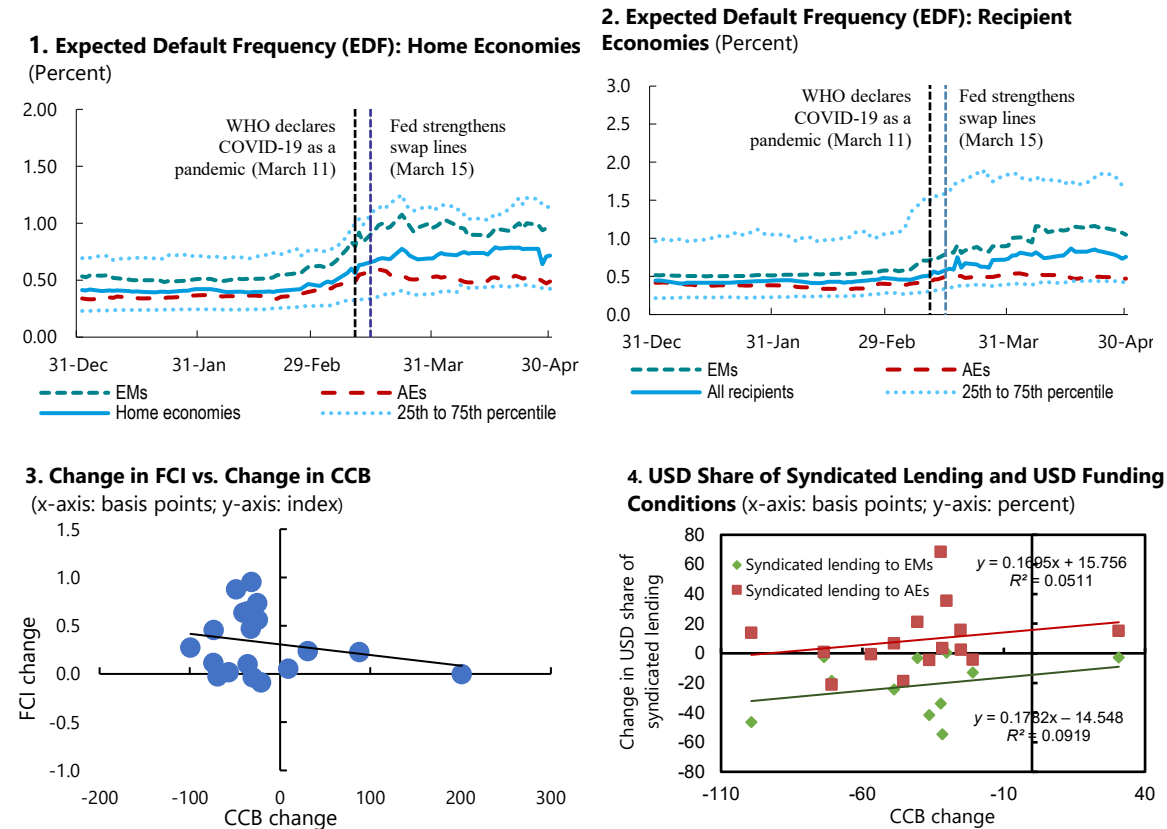 1. Expected Default Frequency (EDF): Home Economies
(Percent)
2.00
1.50
1.00
0.50
0.00
WHO declares
COVID-19 as a
pandemic (March 11)
Fed strengthens
swap lines
(March 15)
31-Dec 31-Jan 29-Feb 31-Mar 30-Apr
EMs AEs
Home economies 25th to 75th percentile
2. Expected Default Frequency (EDF): Recipient
Economies (Percent)
3.0
2.5
2.0
1.5
1.0
0.5
0.0
WHO declares
COVID-19 as a
pandemic (March 11)
Fed strengthens
swap lines
(March 15)
31-Dec 31-Jan 29-Feb 31-Mar 30-Apr
EMs AEs
All recipients 25th to 75th percentile
3. Change in FCI vs. Change in CCB
(x-axis: basis points; y-axis: index)
FCI change
1.5
1.0
0.5
0.0
-0.5
-1.0
-200 -100 0 100 200 300
CCB change
4. USD Share of Syndicated Lending and USD Funding
Conditions (x-axis: basis points; y-axis: percent)
Change in USD share of
syndicated lending
80
60
40
20
0
-20
-40
-60
-80
Syndicated lending to EMs
Syndicated lending to AEs
y = 0.1695x + 15.756
R² = 0.0511
y = 0.1782x – 14.548
R² = 0.0919
-110 -60 -10 40
CCB change